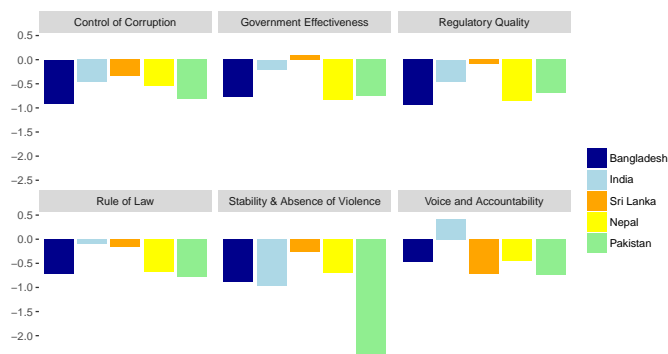 Control of Corruption
Government Effectiveness
Regulatory Quality
0.5
0.0
−0.5
−1.0
−1.5
−2.0
−2.5
Rule of Law
Stability & Absence of Violence
Voice and Accountability
0.5
0.0
−0.5
−1.0
−1.5
−2.0
Bangladesh
India
Sri Lanka
Nepal
Pakistan